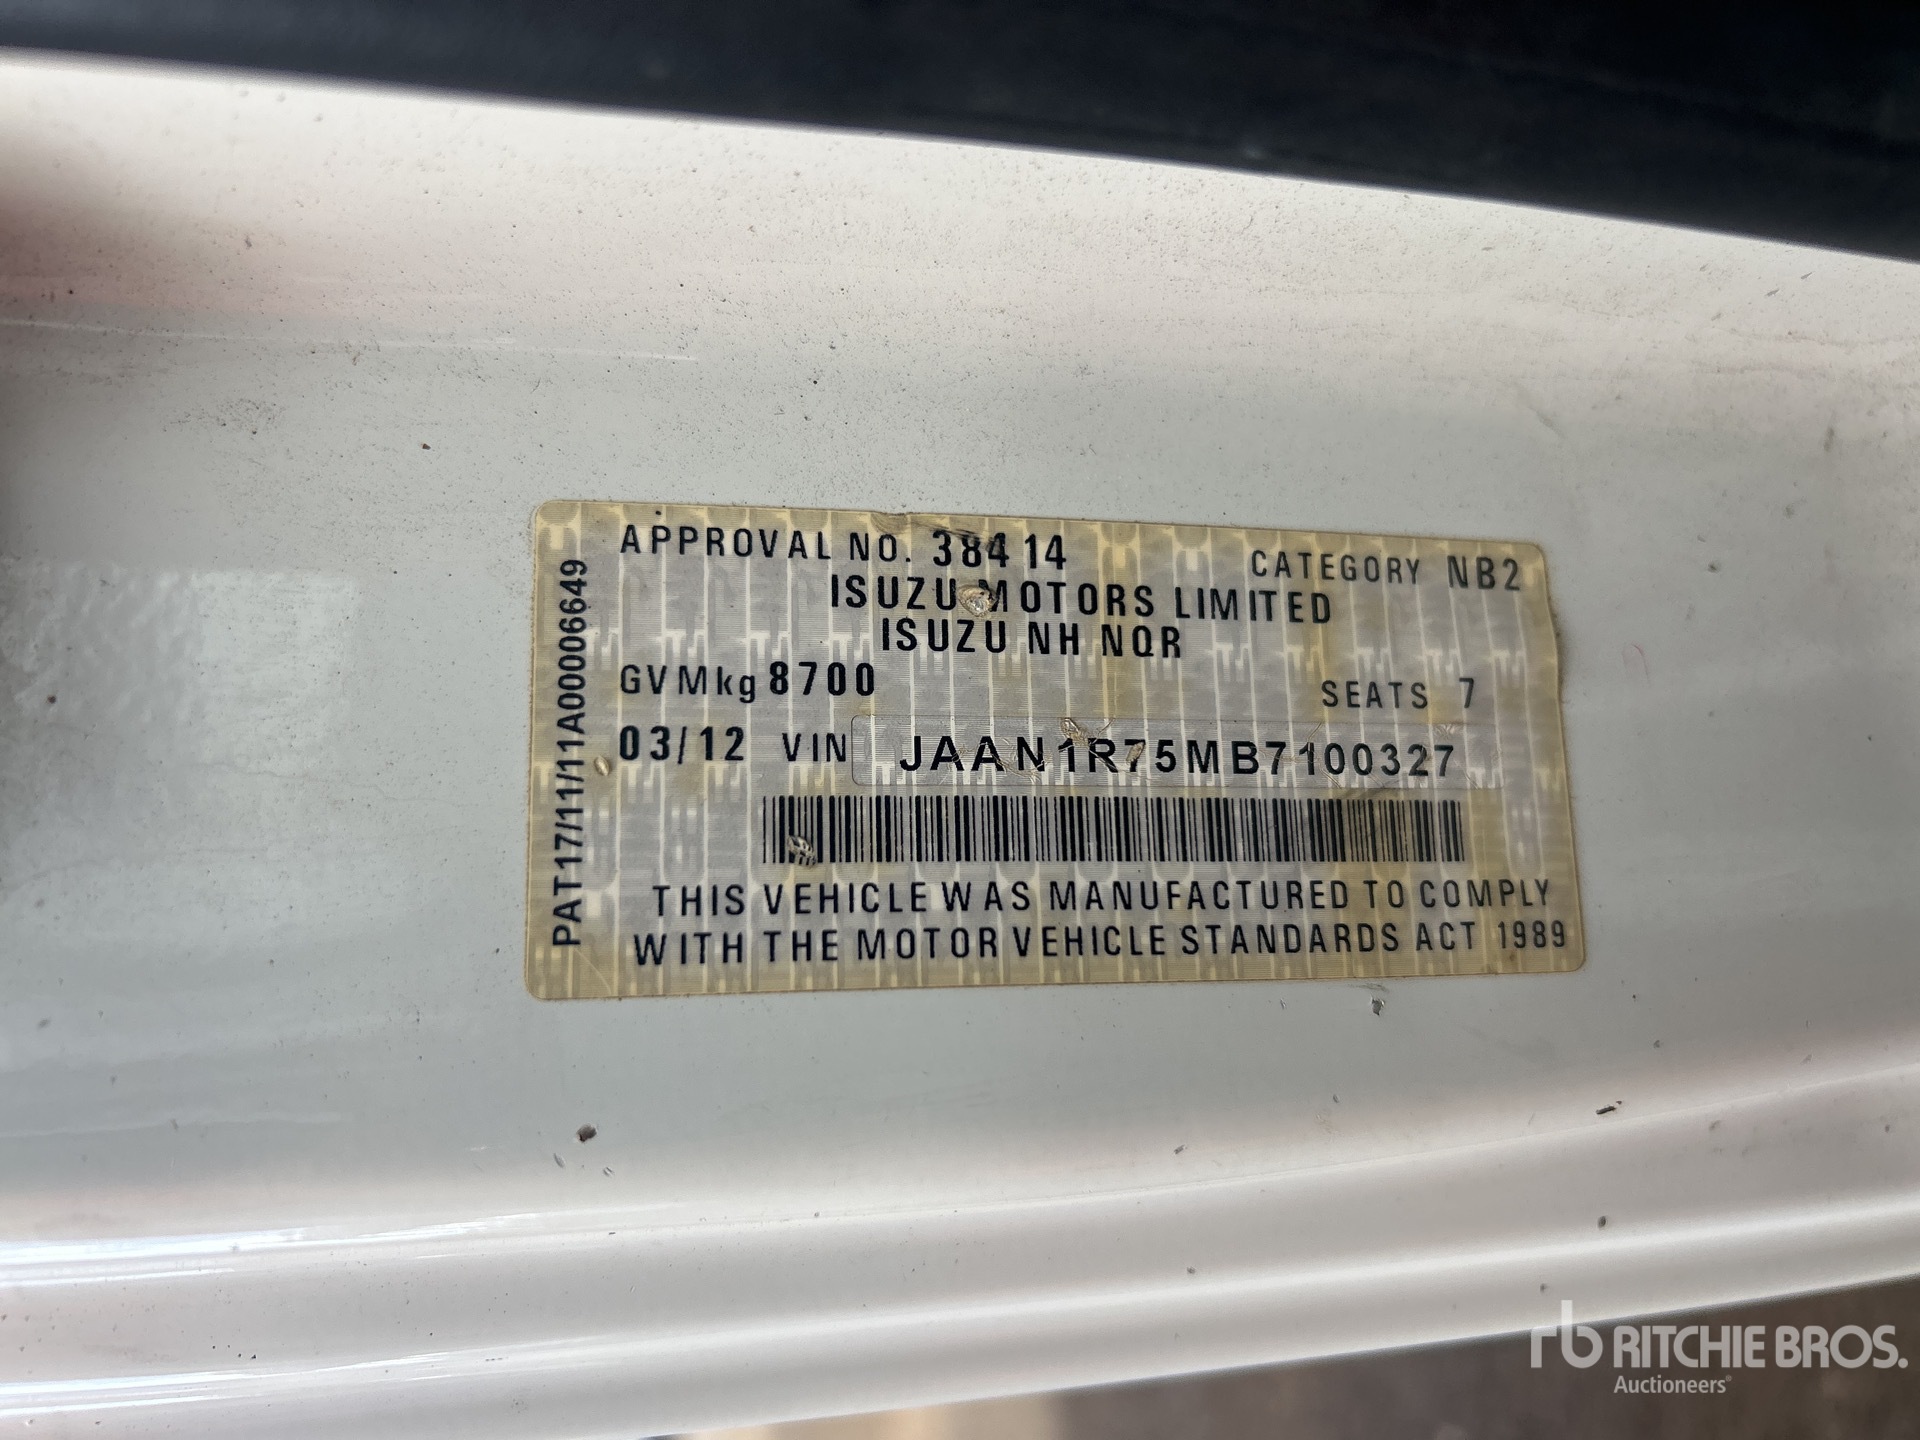 APPROVAL NO. 38414 CATEGORY NB2
ISUZU MOTORS LIMITED
ISUZU NH NQR
GVMkg 8700 SEATS 7
03/12 VIN JAAN1R75MB7100327
THIS VEHICLE WAS MANUFACTURED TO COMPLY
WITH THE MOTOR VEHICLE STANDARDS ACT 1989
PAT17/11/11A00006649
rb RITCHIE BROS.
Auctioneers